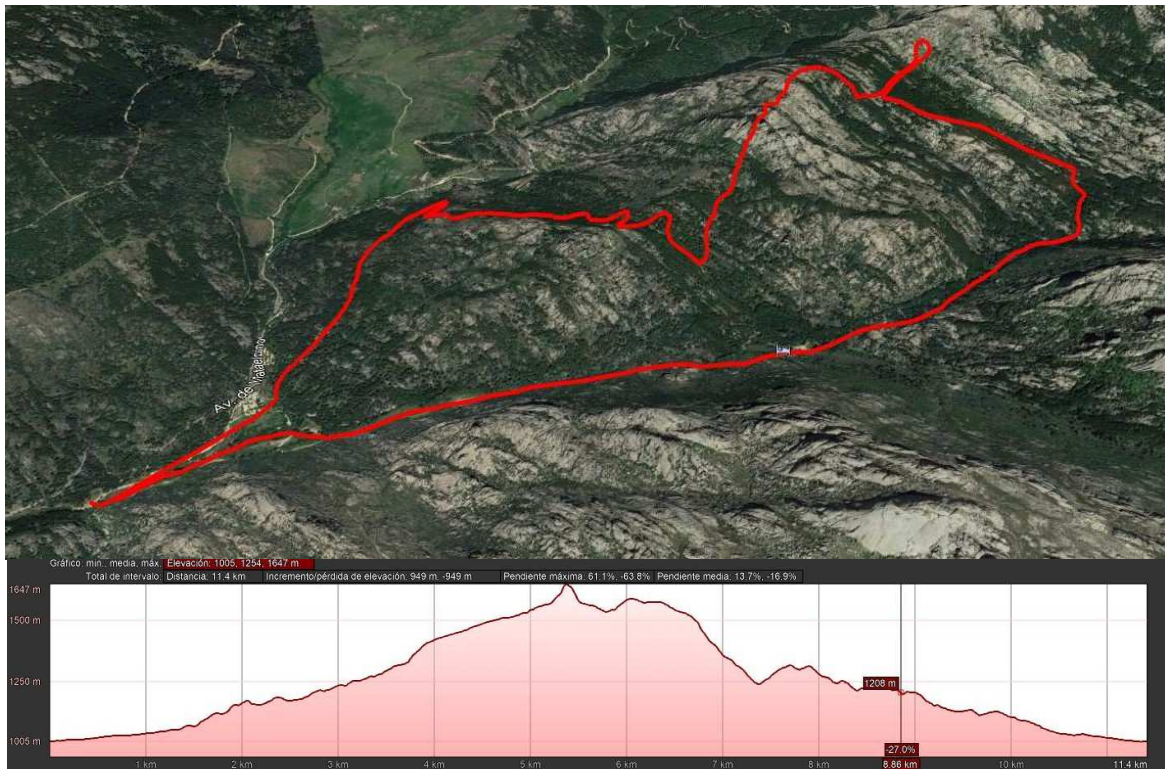 Av. de Mataelpino
Gráfico: min., media, máx. Elevación: 1005, 1254, 1647 m
Total de intervalo: Distancia: 11.4 km Incremento/pérdida de elevación: 949 m, -949 m Pendiente máxima: 61.1%, -63.8% Pendiente media: 13.7%, -16.9%
1647 m
1500 m
1250 m
1208 m
1005 m
-27.0%
1 km 2 km 3 km 4 km 5 km 6 km 7 km 8 km 8.86 km 10 km 11.4 km